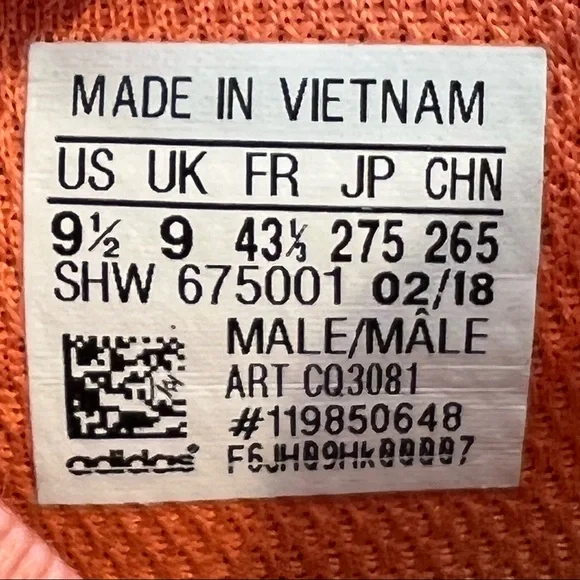 MADE IN VIETNAM
US UK FR JP CHN
9½ 9 43⅓ 275 265
SHW 675001 02/18
MALE/MÂLE
ART CQ3081
#119850648
adidas